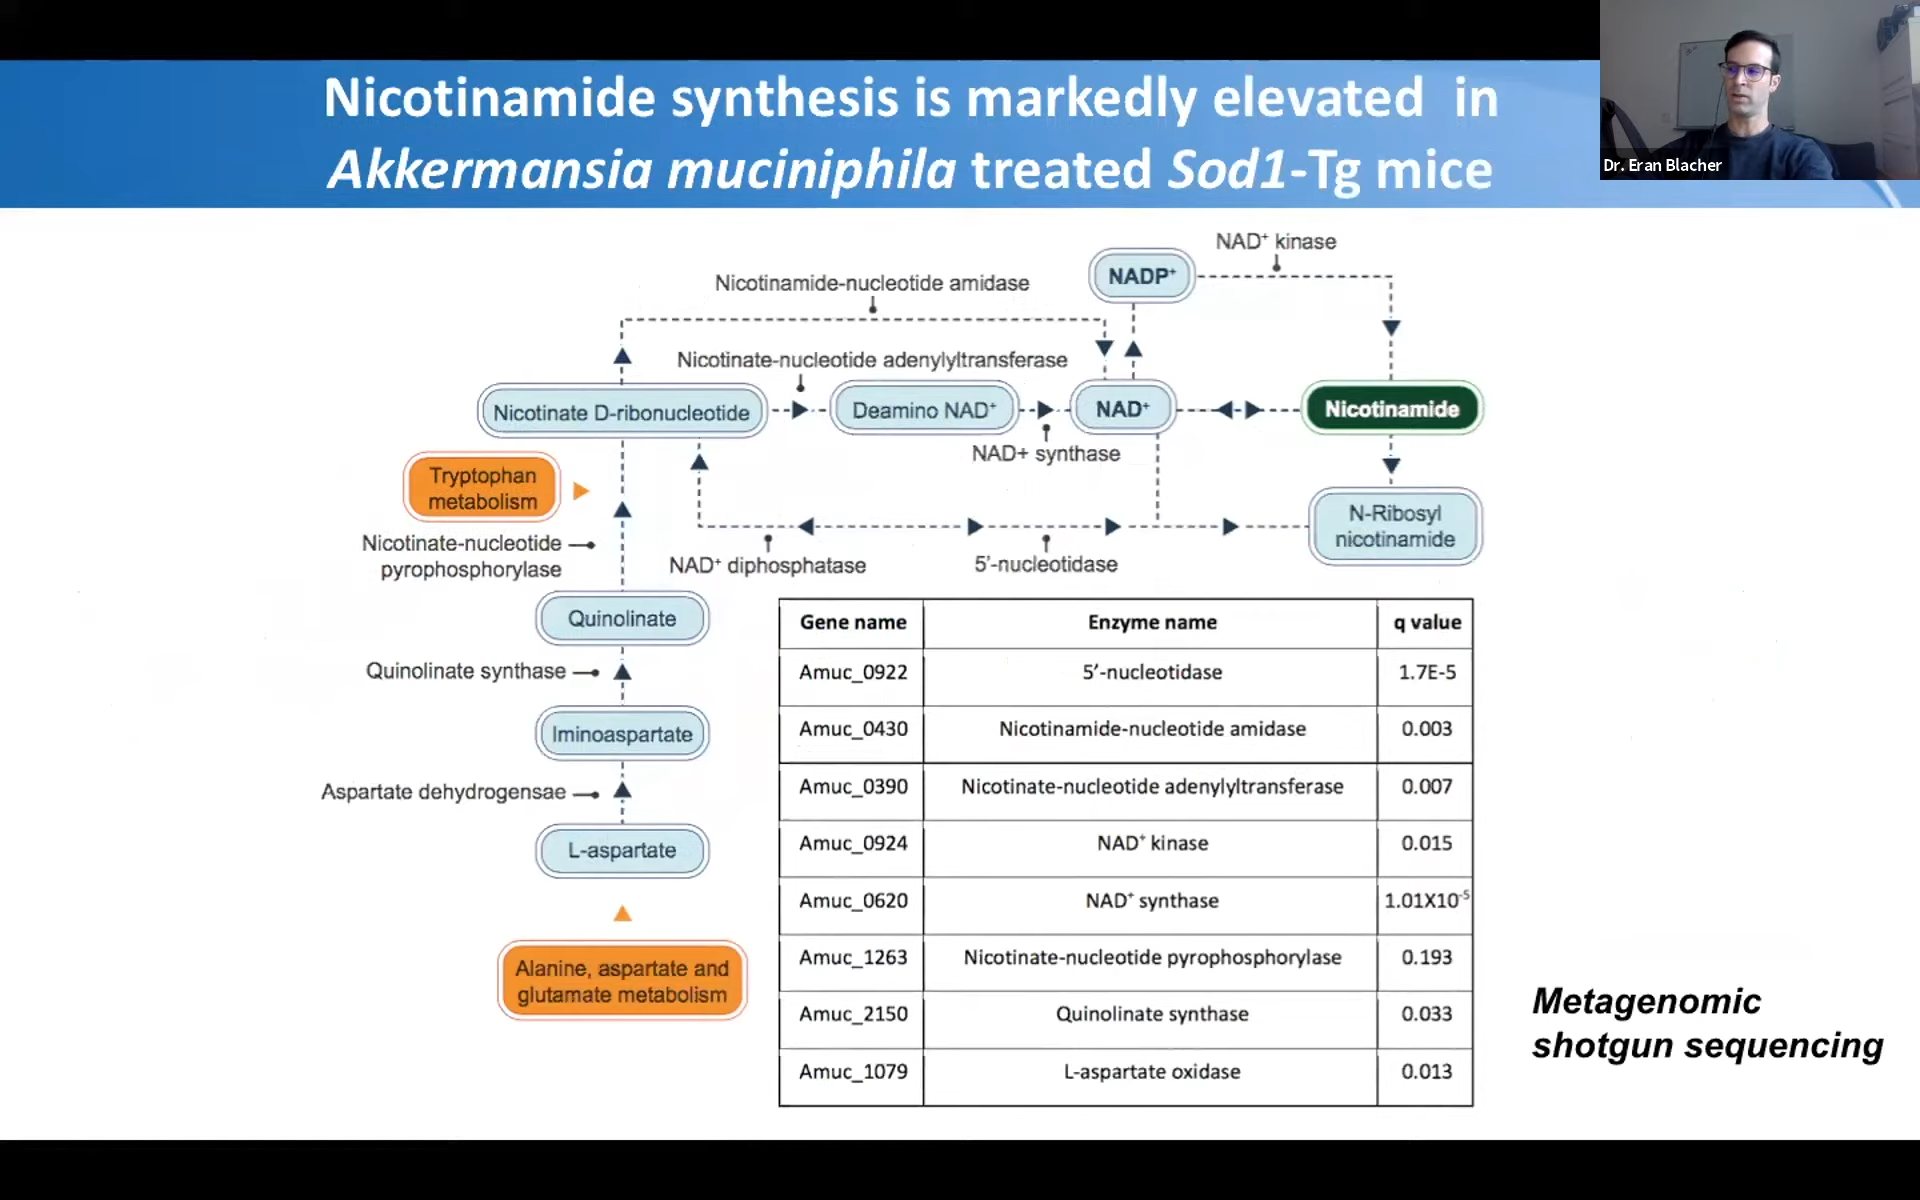 Nicotinamide synthesis is markedly elevated in
Akkermansia muciniphila treated Sod1-Tg mice
Dr. Eran Blacher
NAD⁺ kinase
NADP⁺
Nicotinamide-nucleotide amidase
Nicotinate-nucleotide adenylyltransferase
Nicotinate D-ribonucleotide
Deamino NAD⁺
NAD⁺
Nicotinamide
NAD+ synthase
Tryptophan
metabolism
N-Ribosyl
nicotinamide
Nicotinate-nucleotide
pyrophosphorylase
NAD⁺ diphosphatase
5'-nucleotidase
Quinolinate
Quinolinate synthase
Iminoaspartate
Aspartate dehydrogensae
L-aspartate
Alanine, aspartate and
glutamate metabolism
Gene name Enzyme name q value
Amuc_0922 5′-nucleotidase 1.7E-5
Amuc_0430 Nicotinamide-nucleotide amidase 0.003
Amuc_0390 Nicotinate-nucleotide adenylyltransferase 0.007
Amuc_0924 NAD⁺ kinase 0.015
Amuc_0620 NAD⁺ synthase 1.01X10⁻⁵
Amuc_1263 Nicotinate-nucleotide pyrophosphorylase 0.193
Amuc_2150 Quinolinate synthase 0.033
Amuc_1079 L-aspartate oxidase 0.013
Metagenomic
shotgun sequencing